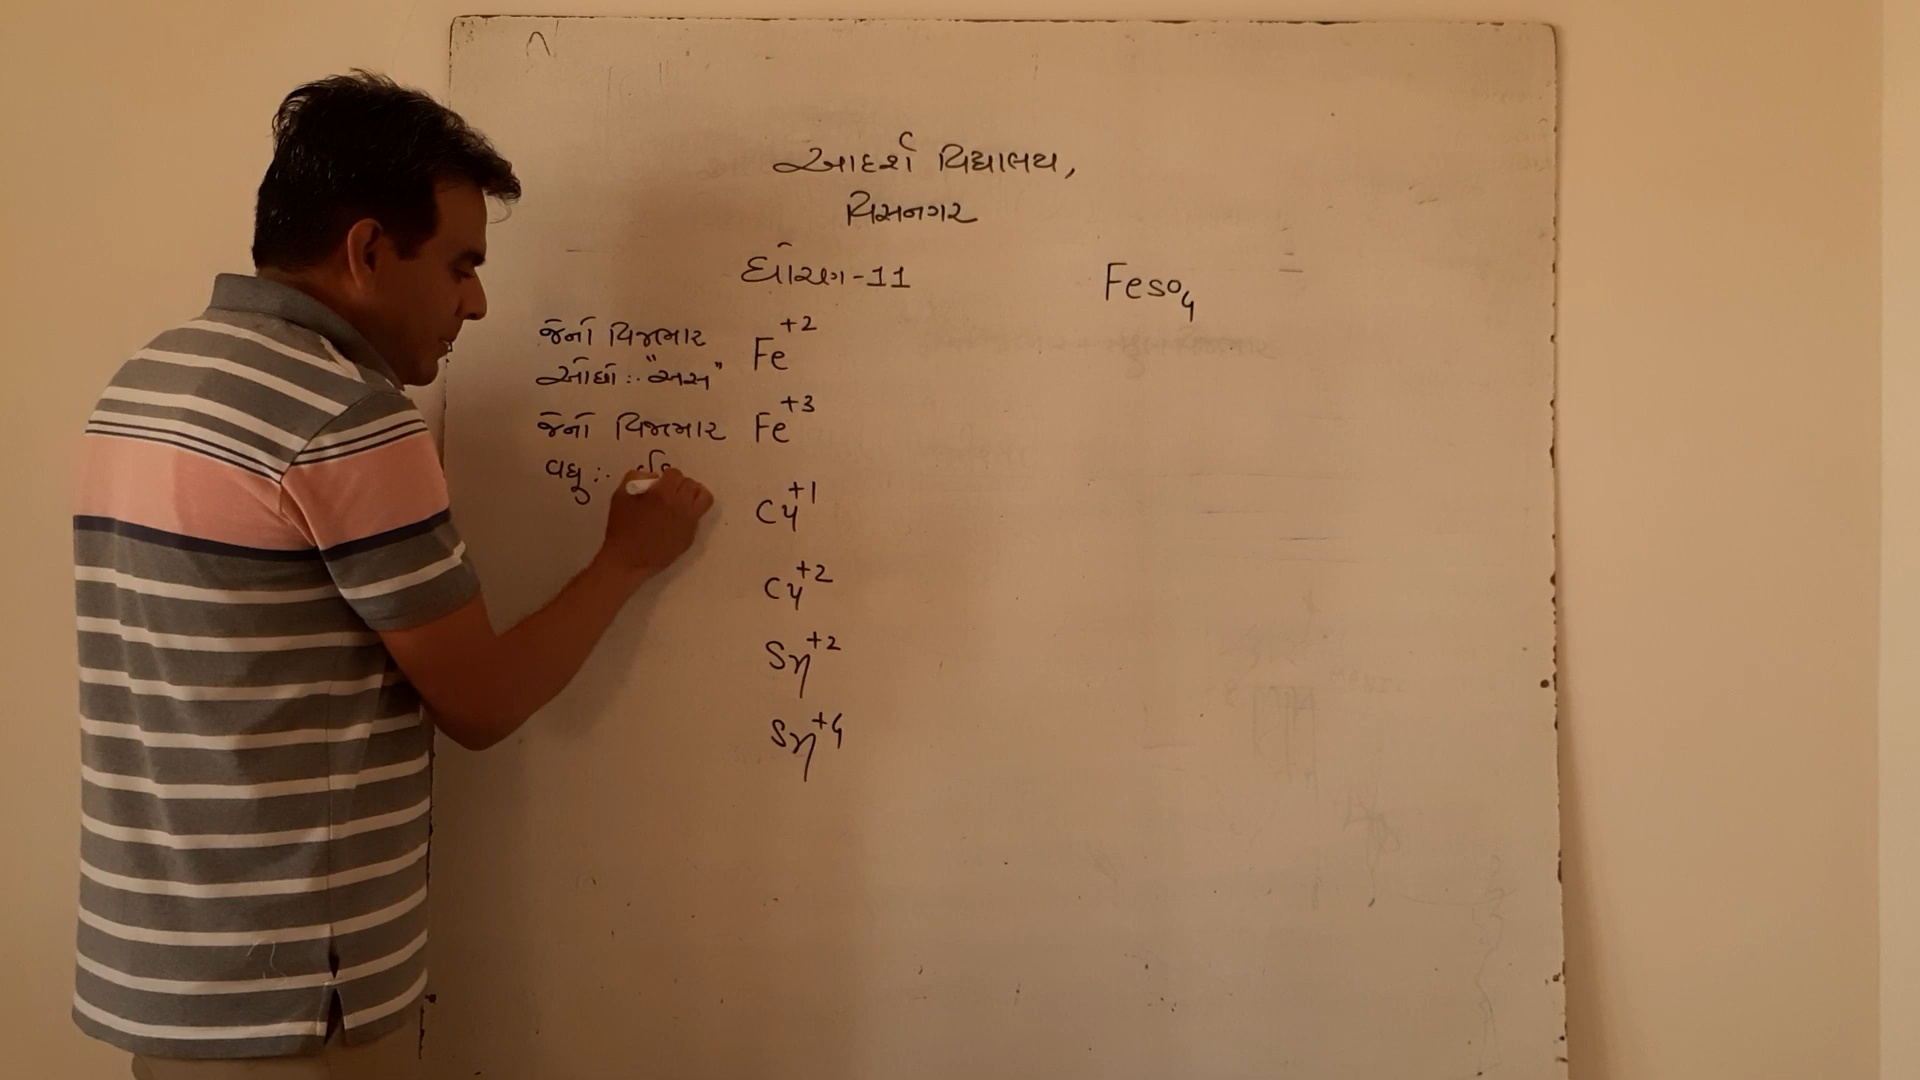 આદર્શ વિદ્યાલય,
વિસનગર
ધોરણ-11
FeSO4
જેનો વિજભાર
ઓછો :- "અસ"
Fe+2
જેનો વિજભાર
વધુ :-
Fe+3
Cu+1
Cu+2
Sn+2
Sn+4